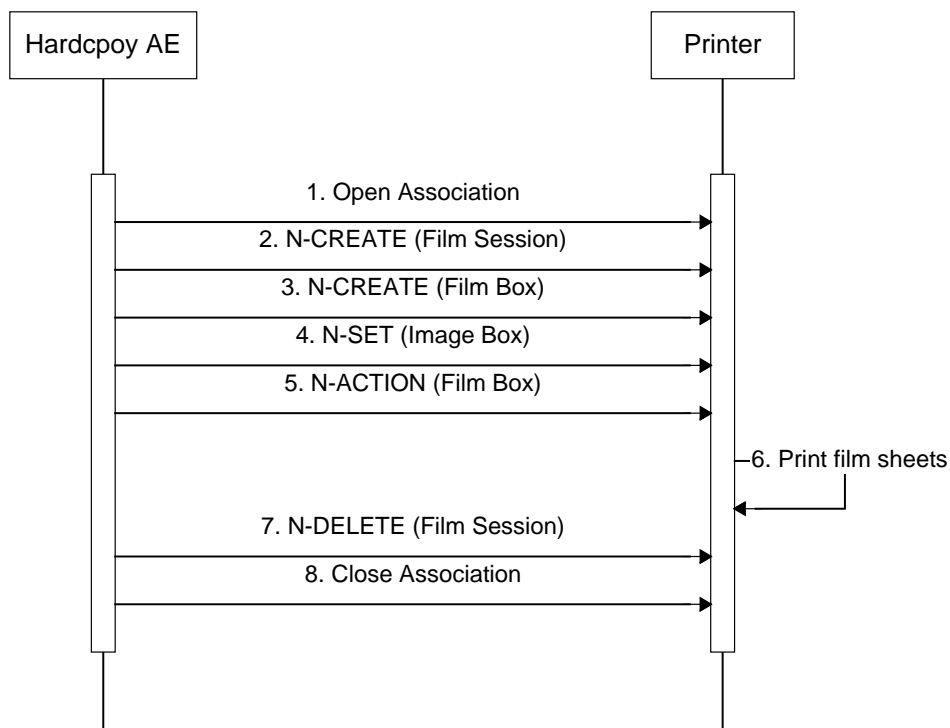 Hardcpoy AE
Printer
1. Open Association
2. N-CREATE (Film Session)
3. N-CREATE (Film Box)
4. N-SET (Image Box)
5. N-ACTION (Film Box)
6. Print film sheets
7. N-DELETE (Film Session)
8. Close Association